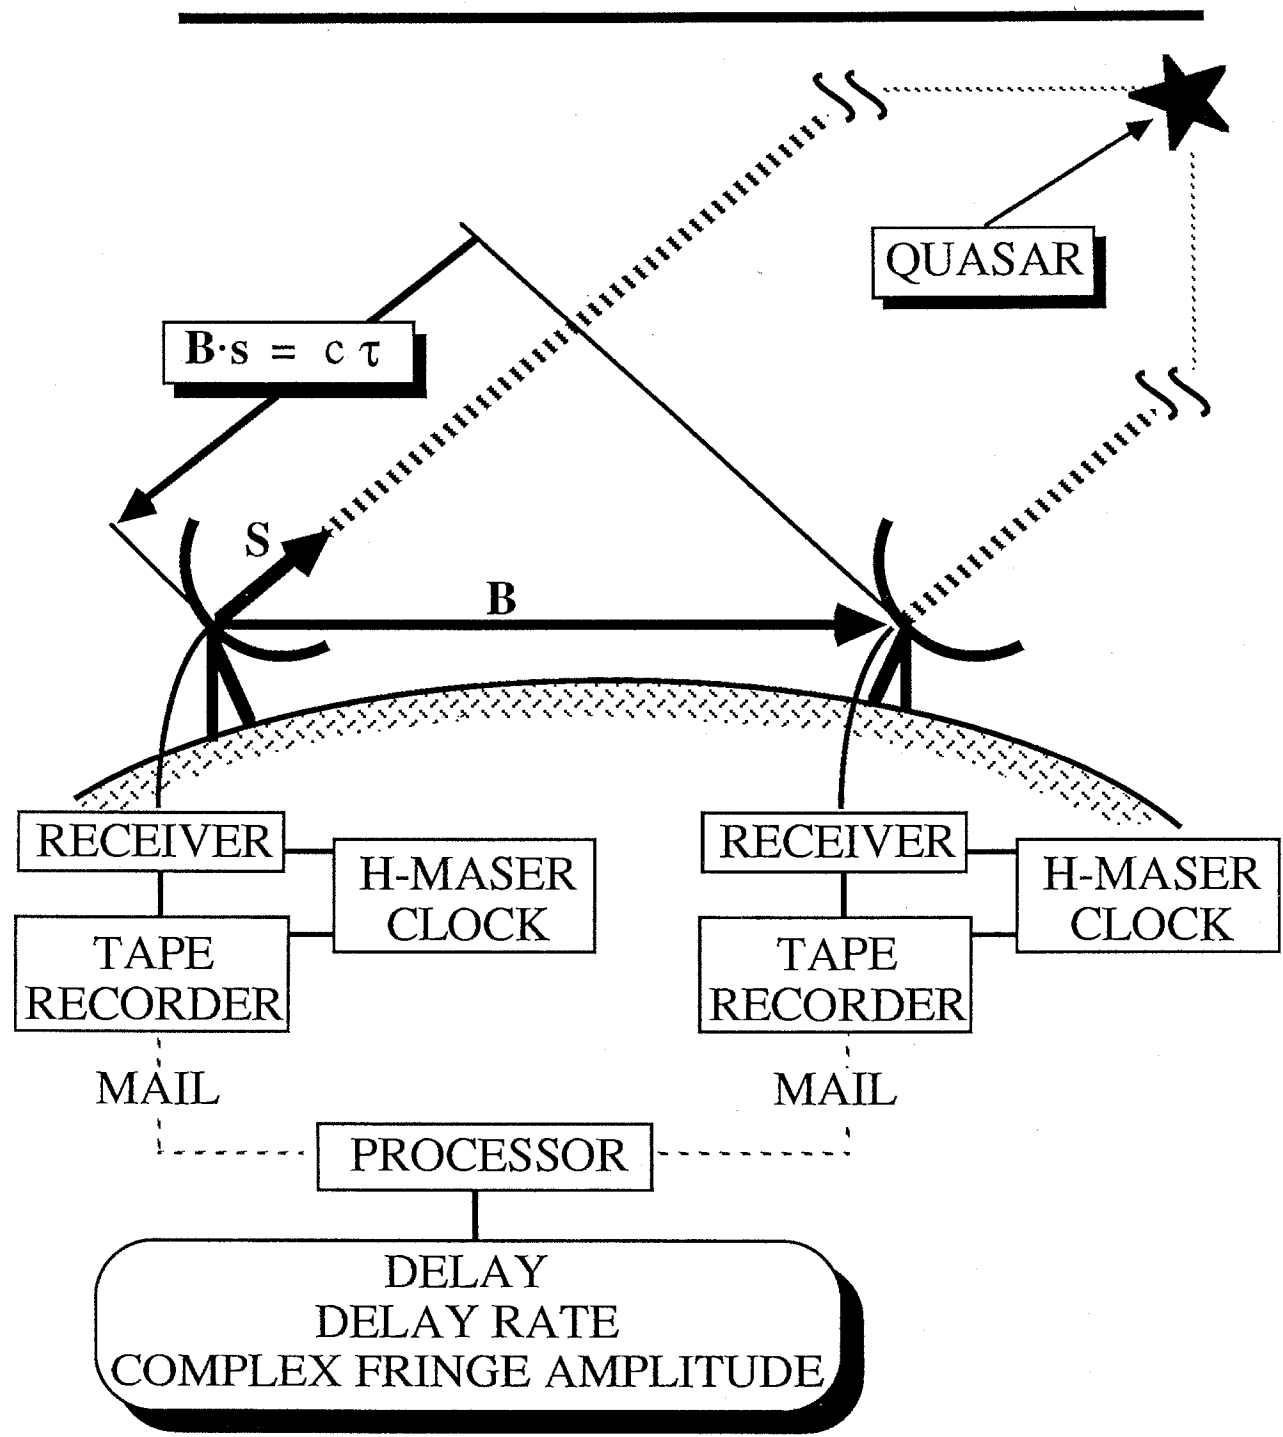 QUASAR
B·s = c τ
S
B
RECEIVER
RECEIVER
H-MASER
CLOCK
H-MASER
CLOCK
TAPE
RECORDER
TAPE
RECORDER
MAIL
MAIL
PROCESSOR
DELAY
DELAY RATE
COMPLEX FRINGE AMPLITUDE